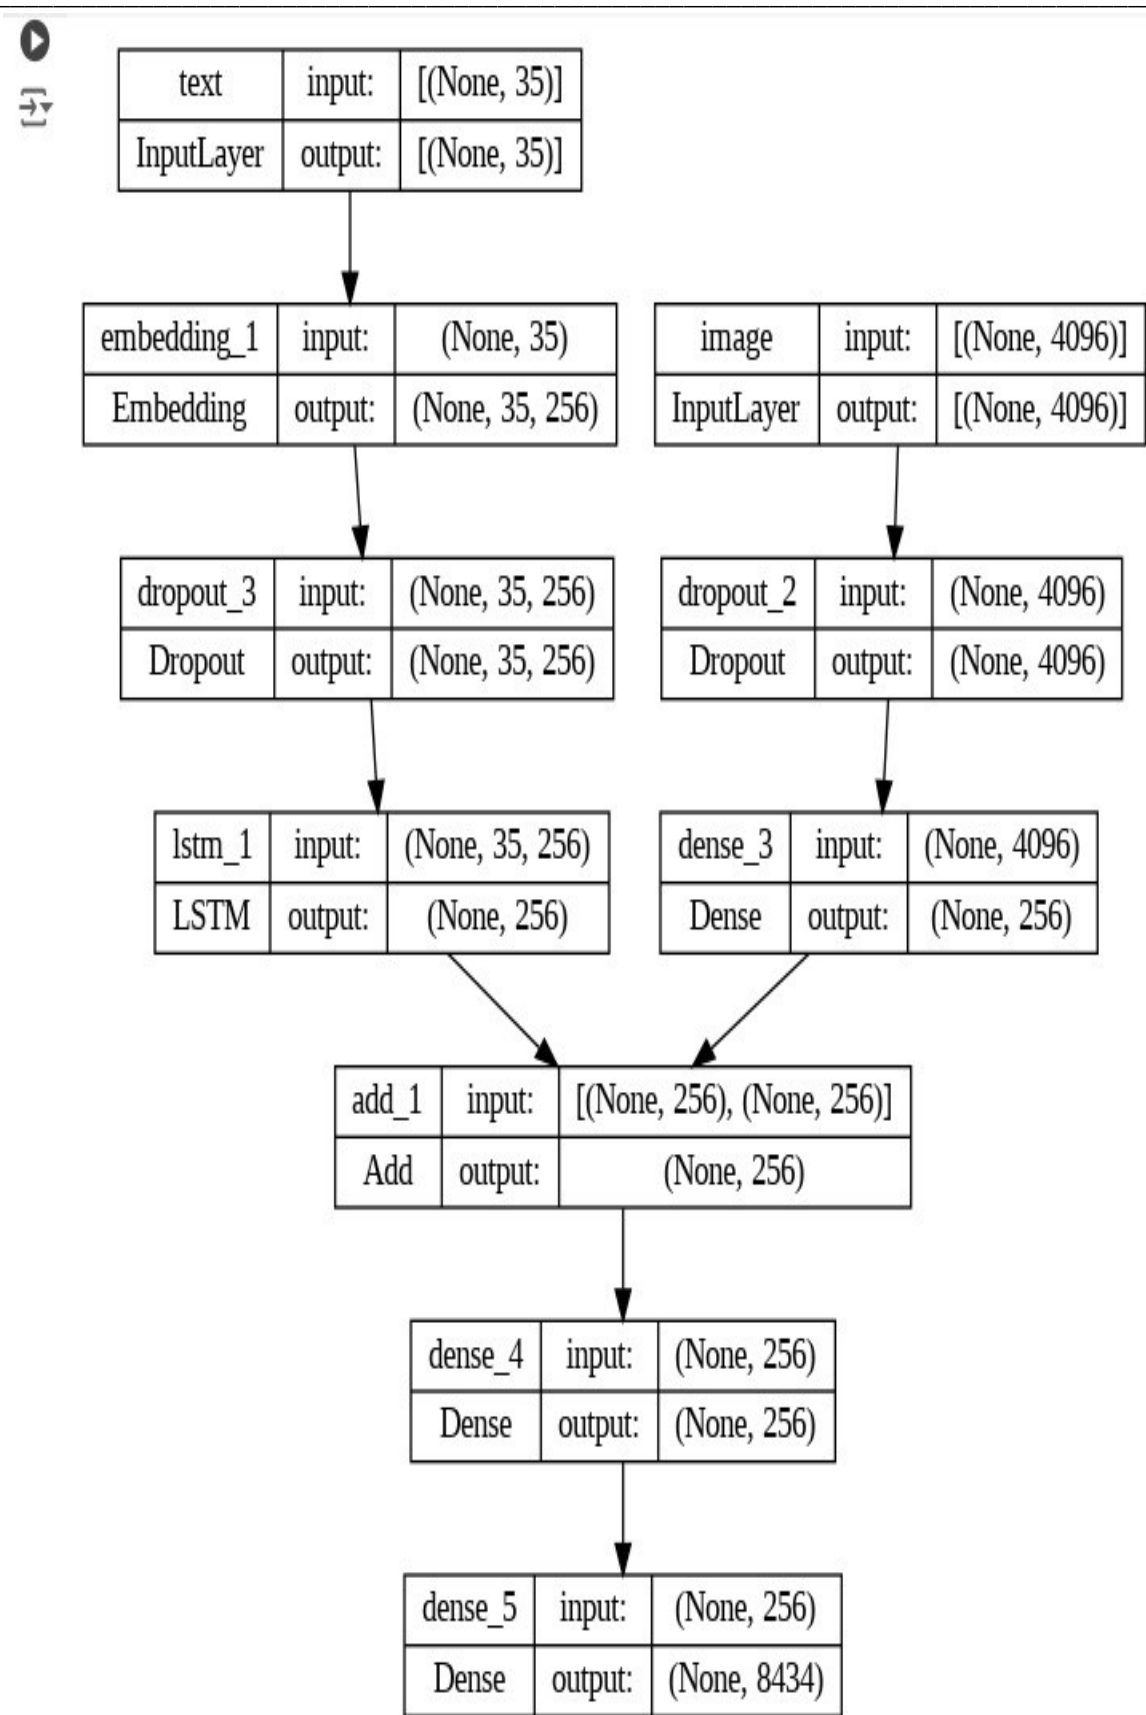 text input: [(None, 35)]
InputLayer output: [(None, 35)]
embedding_1 input: (None, 35)
Embedding output: (None, 35, 256)
image input: [(None, 4096)]
InputLayer output: [(None, 4096)]
dropout_3 input: (None, 35, 256)
Dropout output: (None, 35, 256)
dropout_2 input: (None, 4096)
Dropout output: (None, 4096)
lstm_1 input: (None, 35, 256)
LSTM output: (None, 256)
dense_3 input: (None, 4096)
Dense output: (None, 256)
add_1 input: [(None, 256), (None, 256)]
Add output: (None, 256)
dense_4 input: (None, 256)
Dense output: (None, 256)
dense_5 input: (None, 256)
Dense output: (None, 8434)